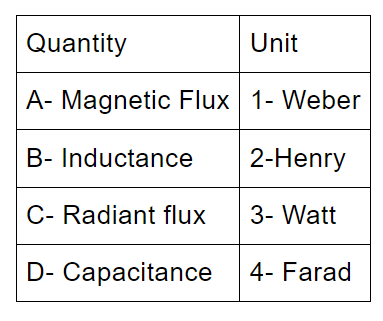 Quantity Unit
A- Magnetic Flux 1- Weber
B- Inductance 2-Henry
C- Radiant flux 3- Watt
D- Capacitance 4- Farad